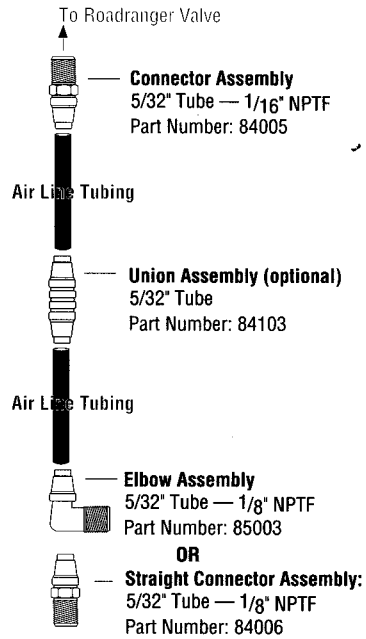 To Roadranger Valve
Connector Assembly
5/32" Tube — 1/16" NPTF
Part Number: 84005
Air Line Tubing
Union Assembly (optional)
5/32" Tube
Part Number: 84103
Air Line Tubing
Elbow Assembly
5/32" Tube — 1/8" NPTF
Part Number: 85003
OR
Straight Connector Assembly:
5/32" Tube — 1/8" NPTF
Part Number: 84006